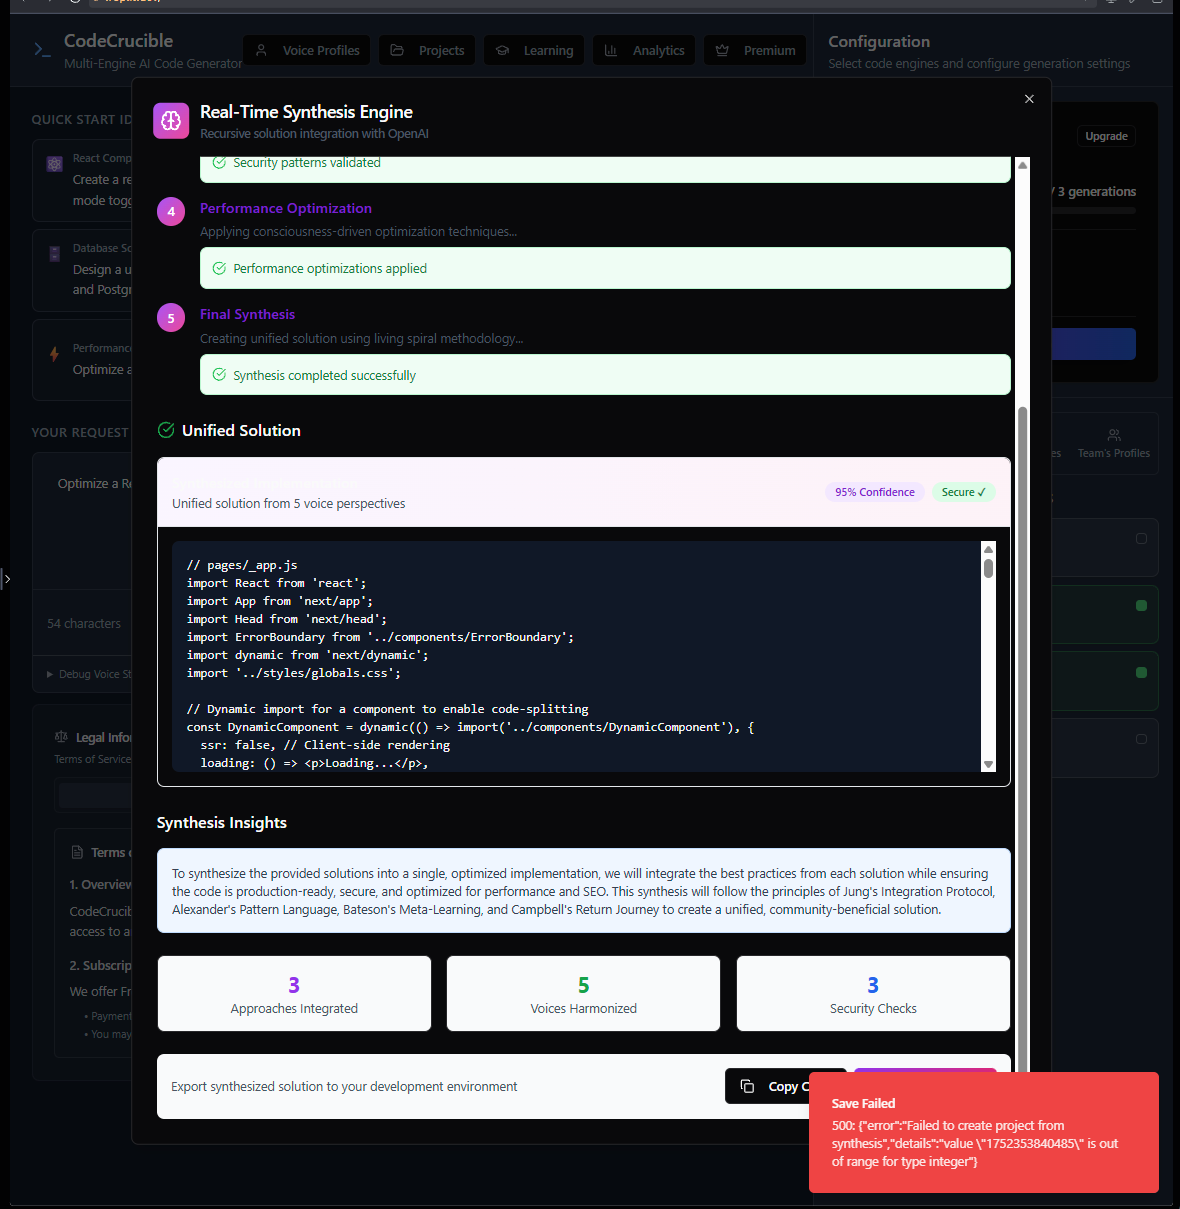 CodeCrucible
Multi-Engine AI Code Generator
Voice Profiles
Projects
Learning
Analytics
Premium
Configuration
Select code engines and configure generation settings
QUICK START
React Comp
Create a re
mode togg
Database Sc
Design a u
and Postgr
Performance
Optimize a
YOUR REQUEST
Optimize a Re
54 characters
Debug Voice St
Legal Infor
Terms of Service
Terms o
1. Overview
CodeCrucib
access to a
2. Subscrip
We offer Fr
• Payment
• You may
Upgrade
/ 3 generations
es
Team's Profiles
Real-Time Synthesis Engine
Recursive solution integration with OpenAI
Security patterns validated
4
Performance Optimization
Applying consciousness-driven optimization techniques...
Performance optimizations applied
5
Final Synthesis
Creating unified solution using living spiral methodology...
Synthesis completed successfully
Unified Solution
Unified solution from 5 voice perspectives
95% Confidence
Secure ✓
// pages/_app.js
import React from 'react';
import App from 'next/app';
import Head from 'next/head';
import ErrorBoundary from '../components/ErrorBoundary';
import dynamic from 'next/dynamic';
import '../styles/globals.css';
// Dynamic import for a component to enable code-splitting
const DynamicComponent = dynamic(() => import('../components/DynamicComponent'), {
ssr: false, // Client-side rendering
loading: () => <p>Loading...</p>,
Synthesis Insights
To synthesize the provided solutions into a single, optimized implementation, we will integrate the best practices from each solution while ensuring
the code is production-ready, secure, and optimized for performance and SEO. This synthesis will follow the principles of Jung's Integration Protocol,
Alexander's Pattern Language, Bateson's Meta-Learning, and Campbell's Return Journey to create a unified, community-beneficial solution.
3
Approaches Integrated
5
Voices Harmonized
3
Security Checks
Export synthesized solution to your development environment
Copy C
Save Failed
500: {"error":"Failed to create project from
synthesis","details":"value \"1752353840485\" is out
of range for type integer"}